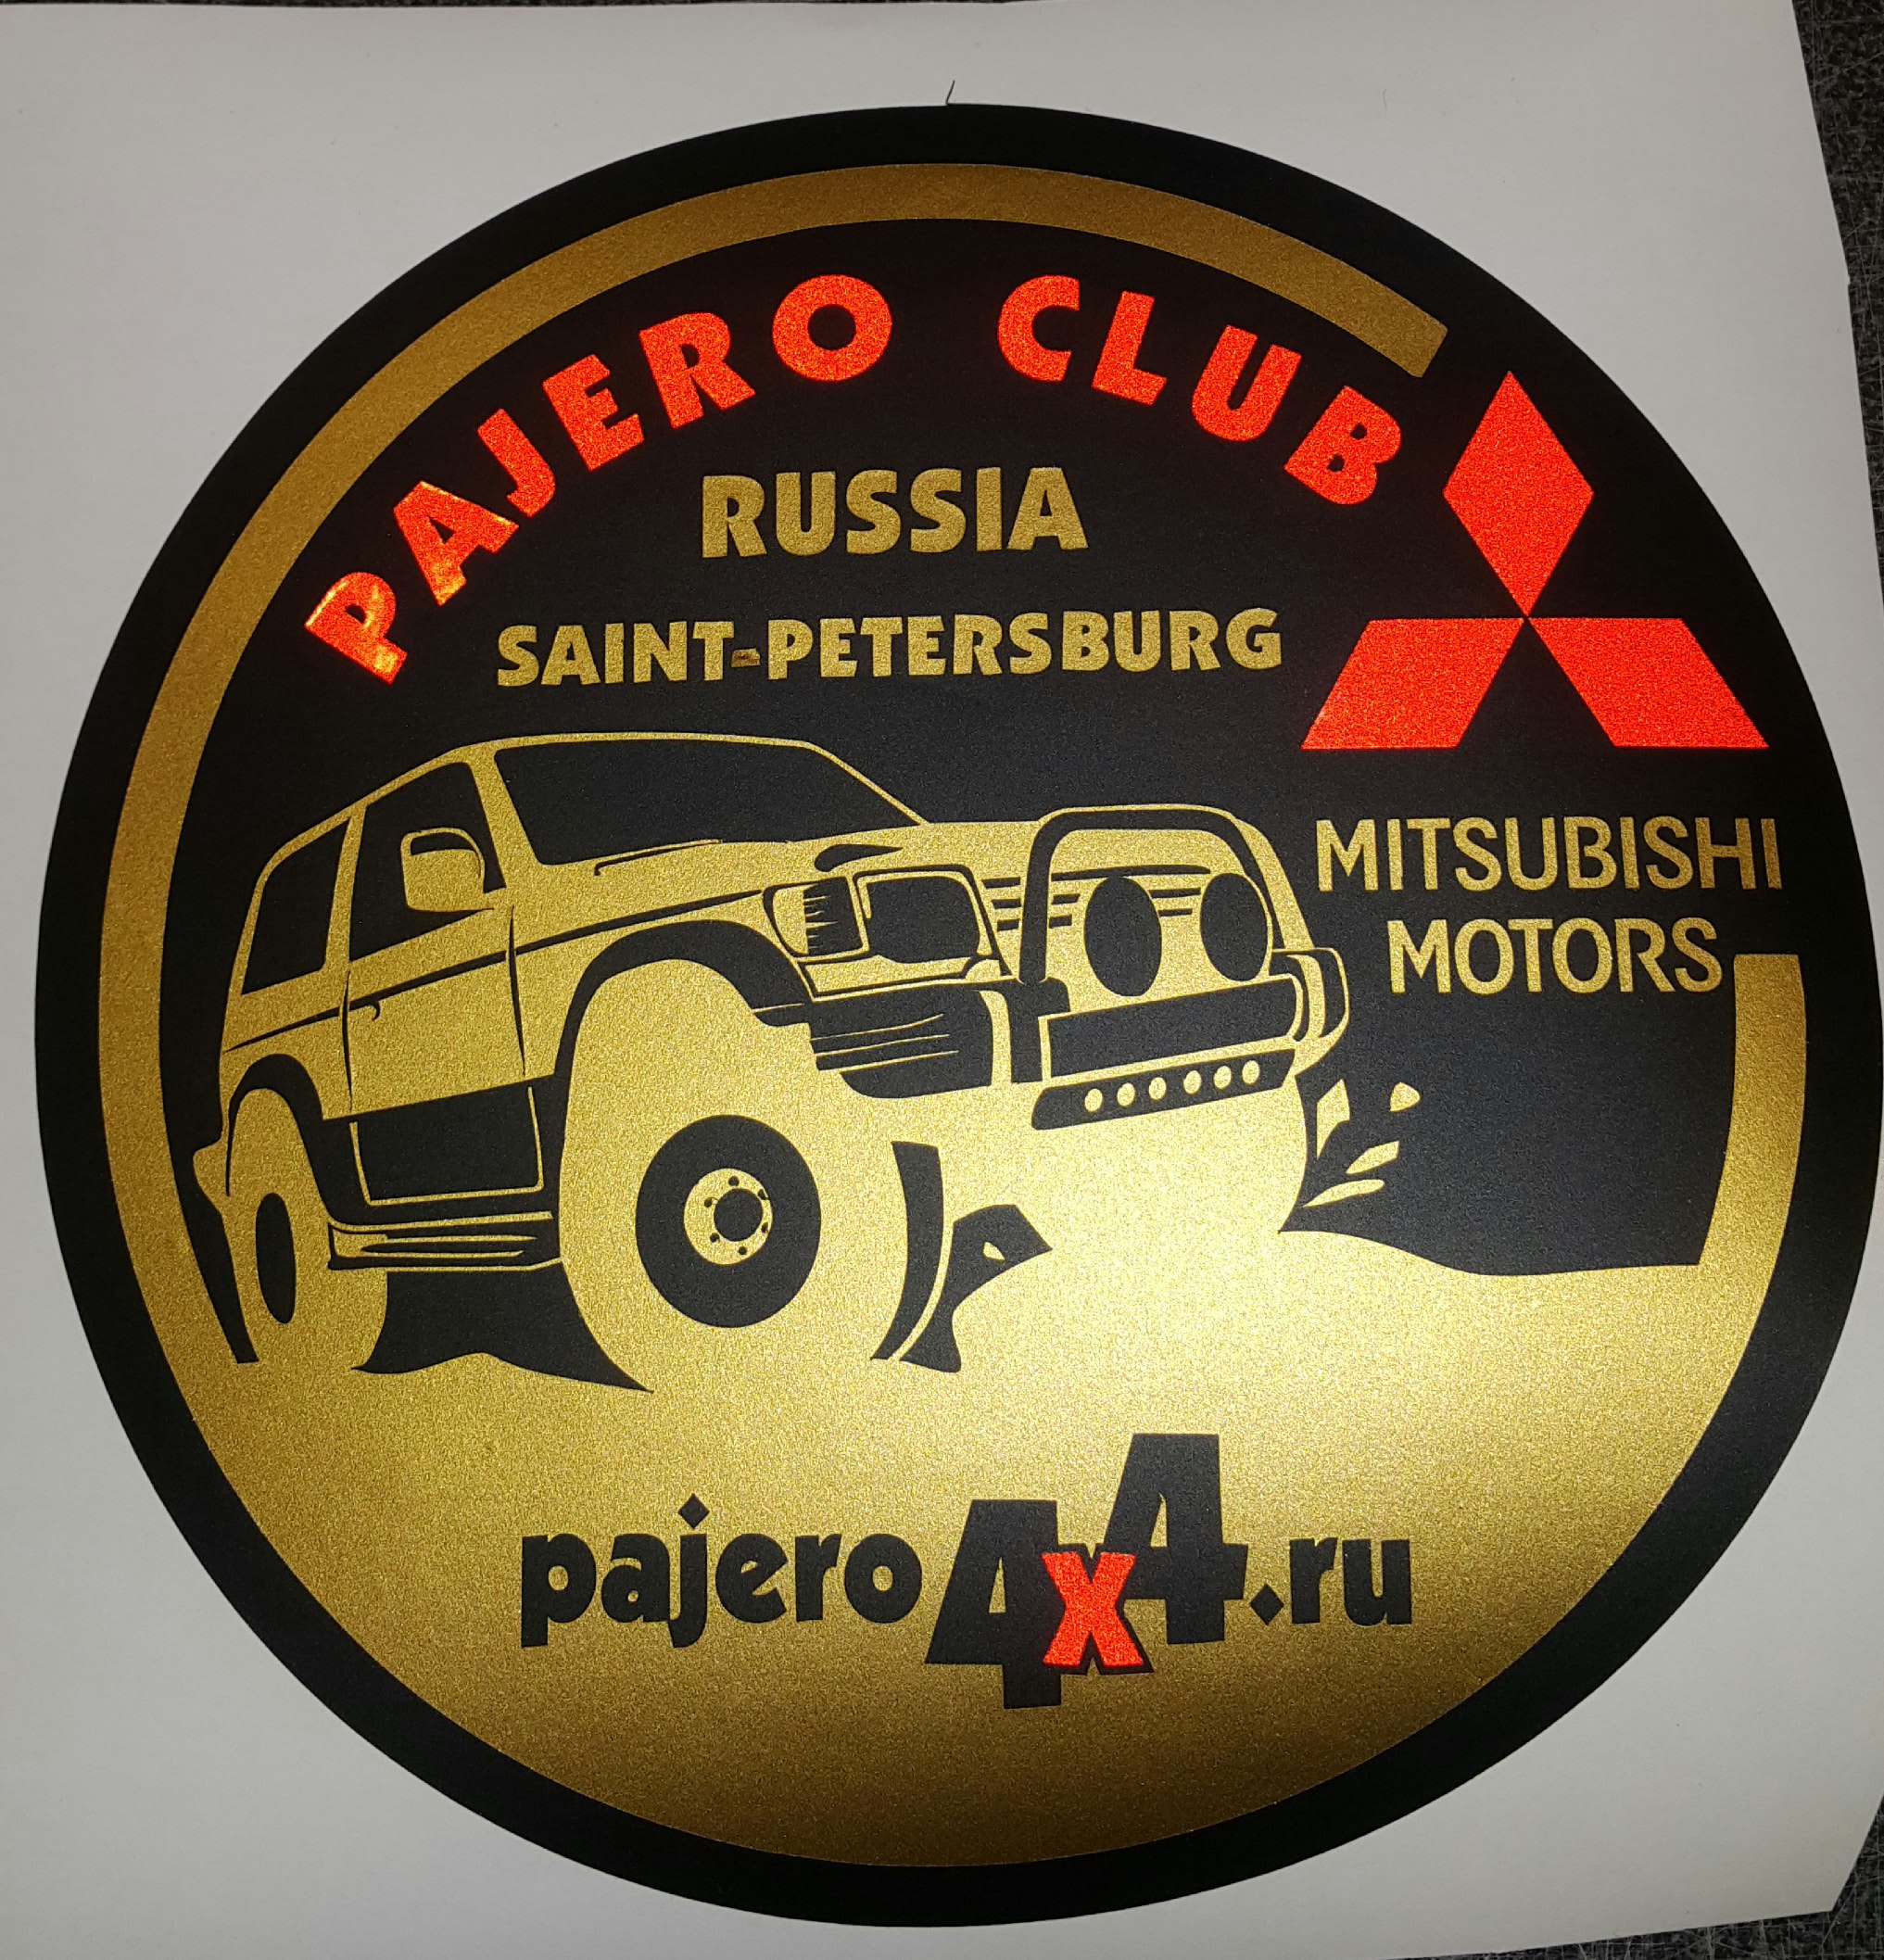 PAJERO CLUB
RUSSIA
SAINT-PETERSBURG
MITSUBISHI
MOTORS
pajero4x4.ru